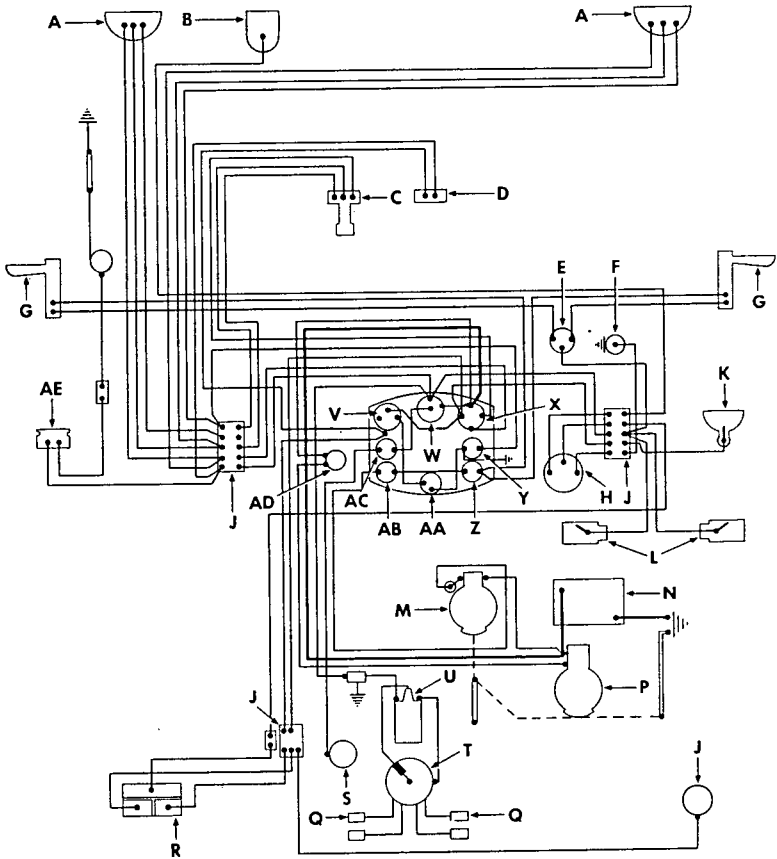 A B A
C D
G E F G
AE K
V W X
J AD AC AB AA Y Z H J
L
M N
U P
J S T J
Q Q
R